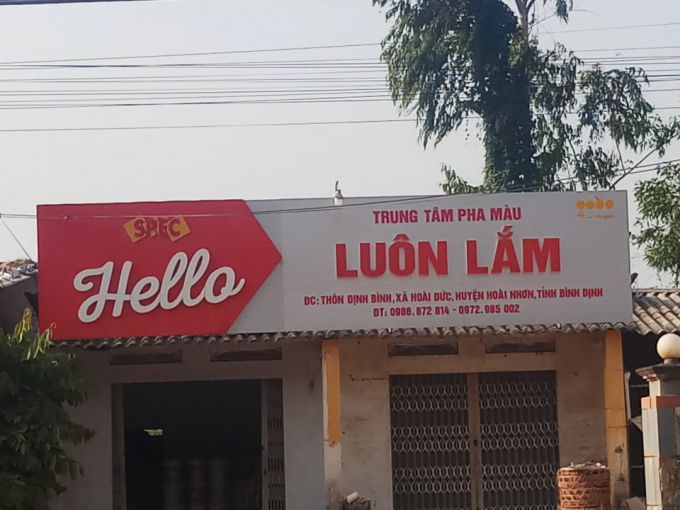 SPEC
Hello
TRUNG TÂM PHA MÀU
LUÔN LẮM
ĐC: THÔN ĐỊNH BÌNH, XÃ HOÀI ĐỨC, HUYỆN HOÀI NHƠN, TỈNH BÌNH ĐỊNH
ĐT: 0986. 872 814 - 0972. 985 002